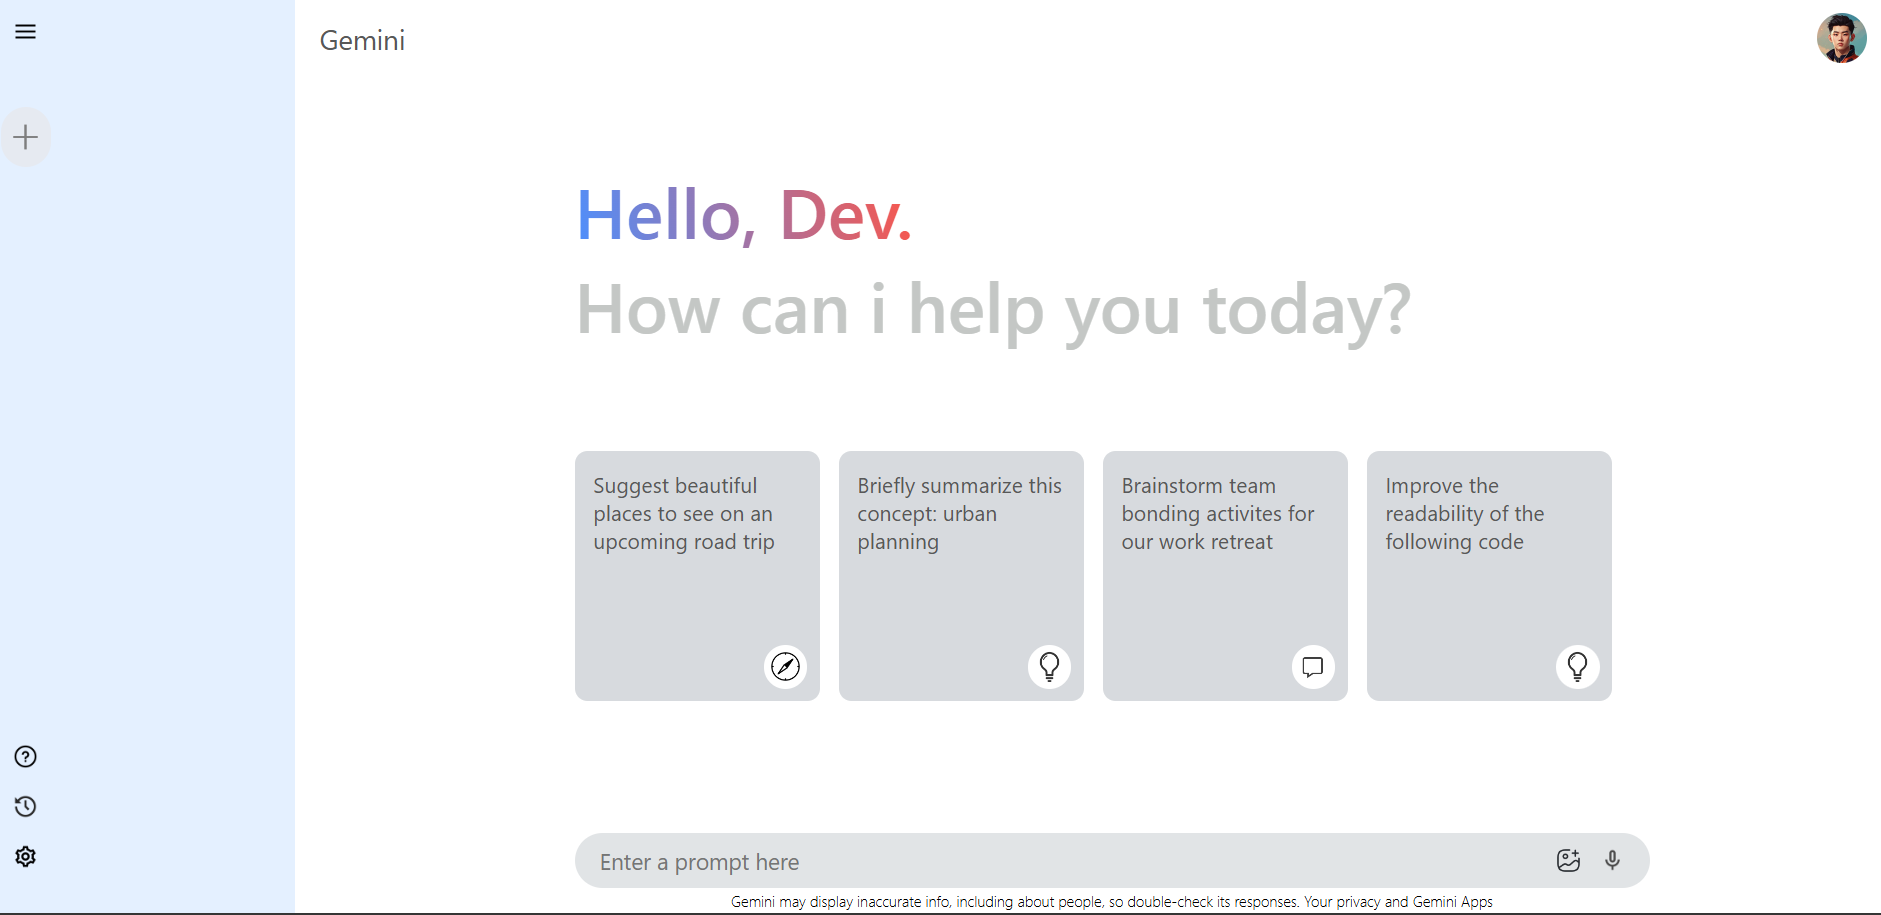 Gemini
Hello, Dev.
How can i help you today?
Suggest beautiful
places to see on an
upcoming road trip
Briefly summarize this
concept: urban
planning
Brainstorm team
bonding activites for
our work retreat
Improve the
readability of the
following code
Enter a prompt here
Gemini may display inaccurate info, including about people, so double-check its responses. Your privacy and Gemini Apps